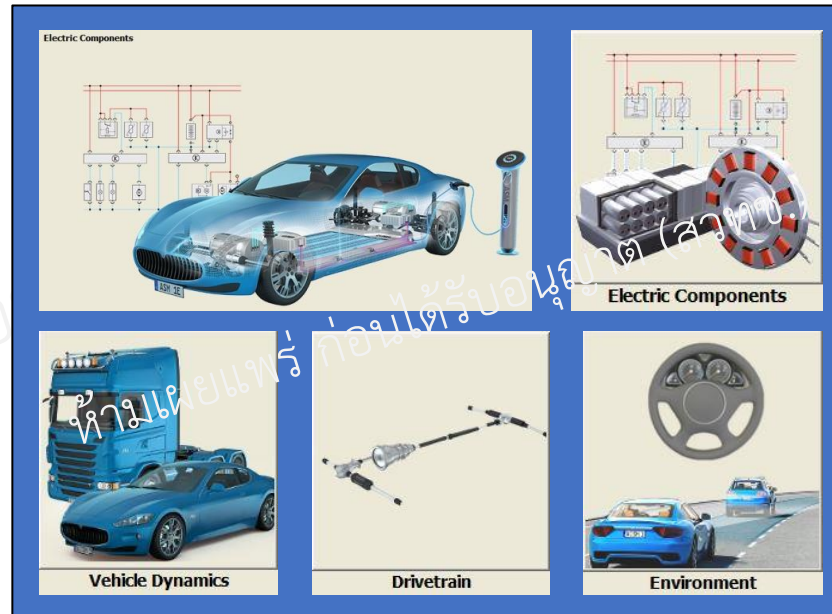 Electric Components
ASM 1E
Electric Components
ห้ามเผยแพร่ ก่อนได้รับอนุญาต (สวทช.)
Vehicle Dynamics
Drivetrain
Environment